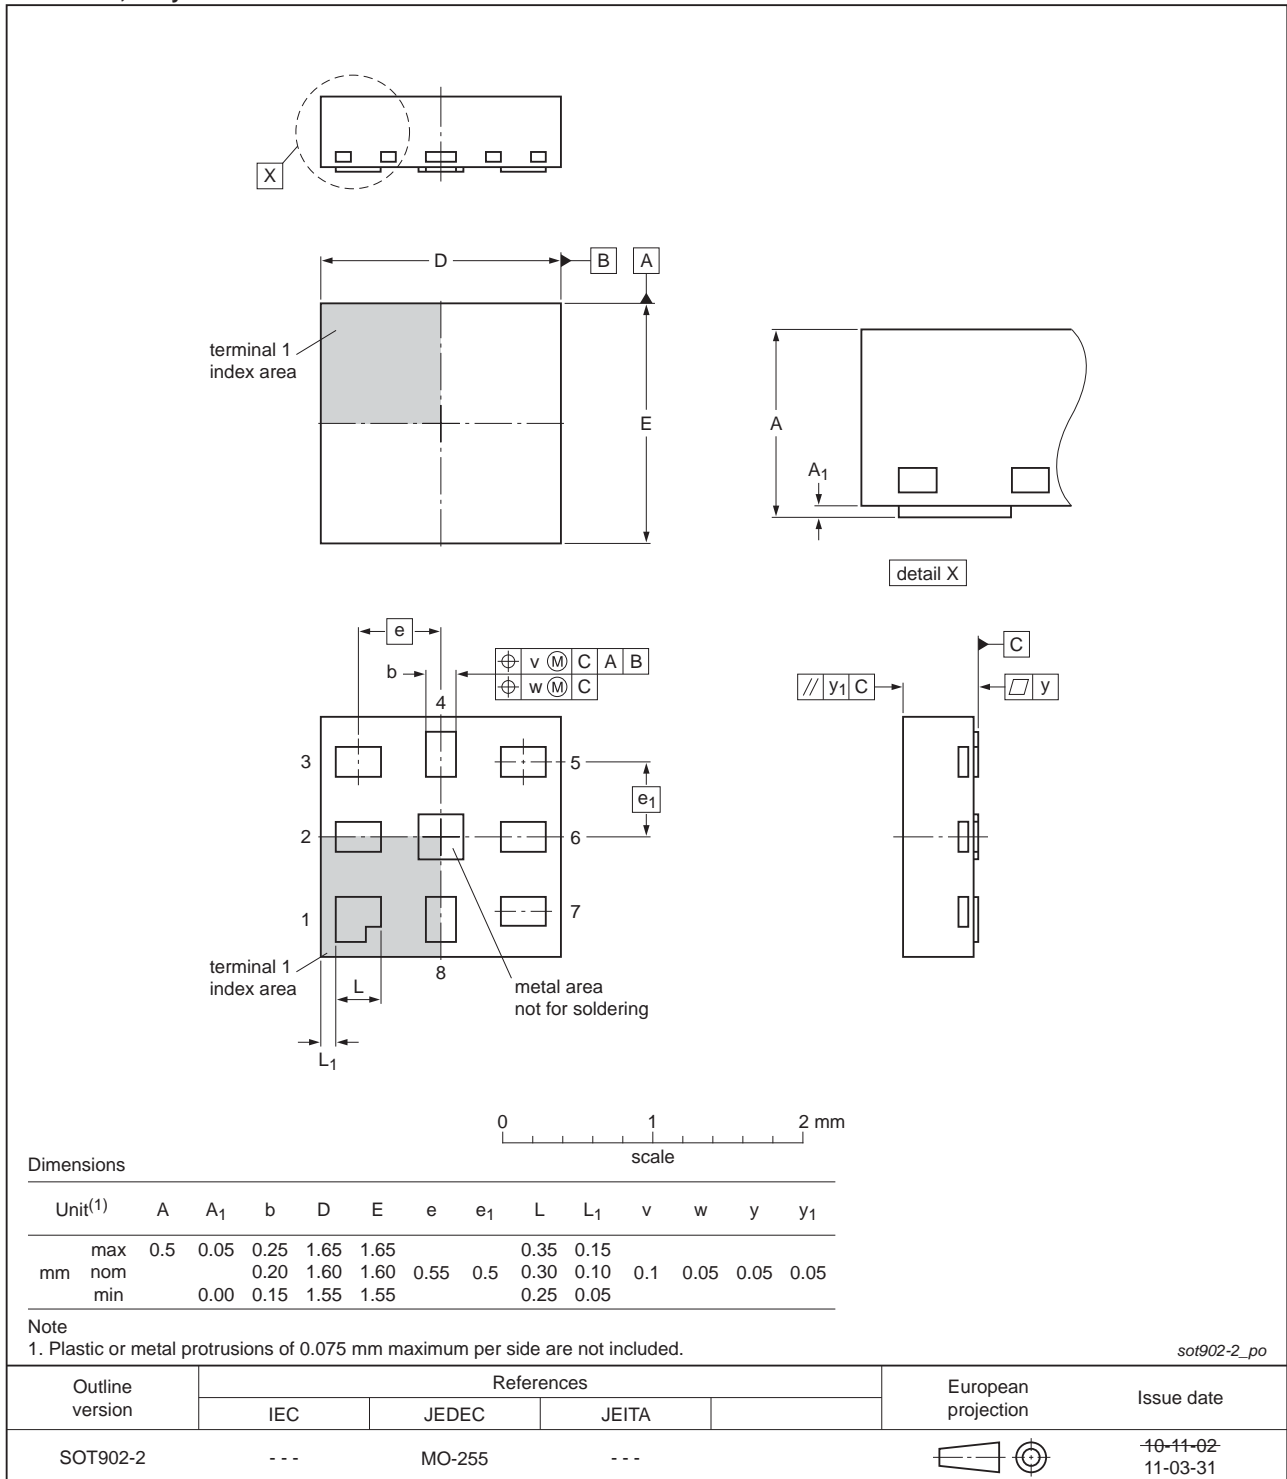 X
D
B
A
terminal 1
index area
E
A
A1
detail X
e
b
v M C A B
w M C
4
3
5
e1
2
6
1
7
terminal 1
index area
8
L
metal area
not for soldering
L1
C
// y1 C
y
0 1 2 mm
scale
Dimensions
Unit(1) A A1 b D E e e1 L L1 v w y y1
max 0.5 0.05 0.25 1.65 1.65 0.35 0.15
mm nom 0.20 1.60 1.60 0.55 0.5 0.30 0.10 0.1 0.05 0.05 0.05
min 0.00 0.15 1.55 1.55 0.25 0.05
Note
1. Plastic or metal protrusions of 0.075 mm maximum per side are not included.
sot902-2_po
Outline version
References
IEC JEDEC JEITA
European projection
Issue date
SOT902-2 - - - MO-255 - - -
10-11-02
11-03-31